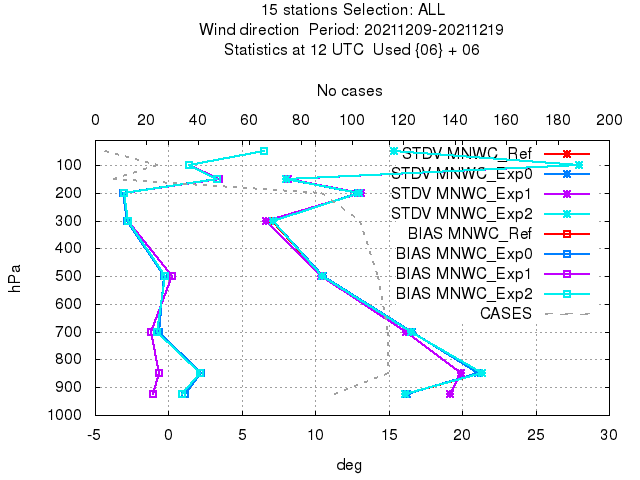 15 stations Selection: ALL
Wind direction  Period: 20211209-20211219
Statistics at 12 UTC  Used {06} + 06
No cases
0 20 40 60 80 100 120 140 160 180 200
STDV MNWC_Ref
STDV MNWC_Exp0
STDV MNWC_Exp1
STDV MNWC_Exp2
BIAS MNWC_Ref
BIAS MNWC_Exp0
BIAS MNWC_Exp1
BIAS MNWC_Exp2
CASES
100
200
300
400
500
600
700
800
900
1000
hPa
-5 0 5 10 15 20 25 30
deg